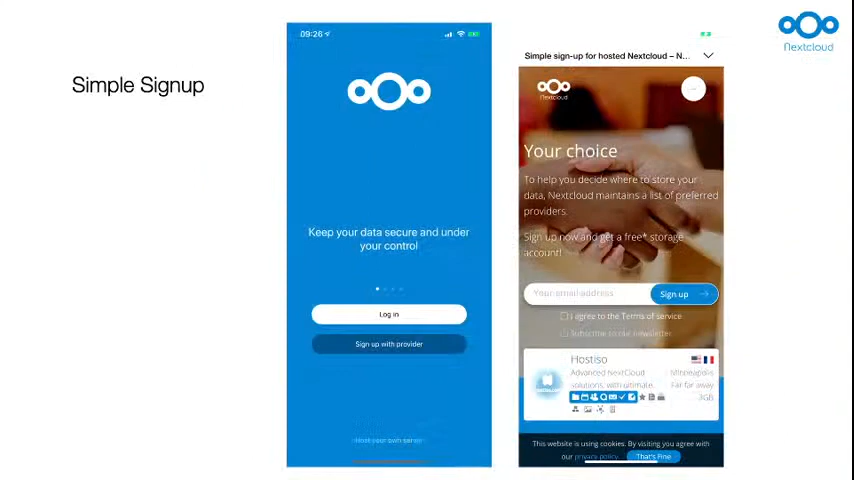 Simple Signup
09:26
Keep your data secure and under
your control
Log in
Sign up with provider
Host your own server
Simple sign-up for hosted Nextcloud – N...
Nextcloud
Your choice
To help you decide where to store your
data, Nextcloud maintains a list of preferred
providers.
Sign up now and get a free* storage
account!
Your email address
Sign up
I agree to the Terms of service
Subscribe to our newsletter
Hostiso
Advanced NextCloud
solutions, with ultimate
Minneapolis
Far far away
3GB
This website is using cookies. By visiting you agree with
our privacy policy.
That's Fine
Nextcloud